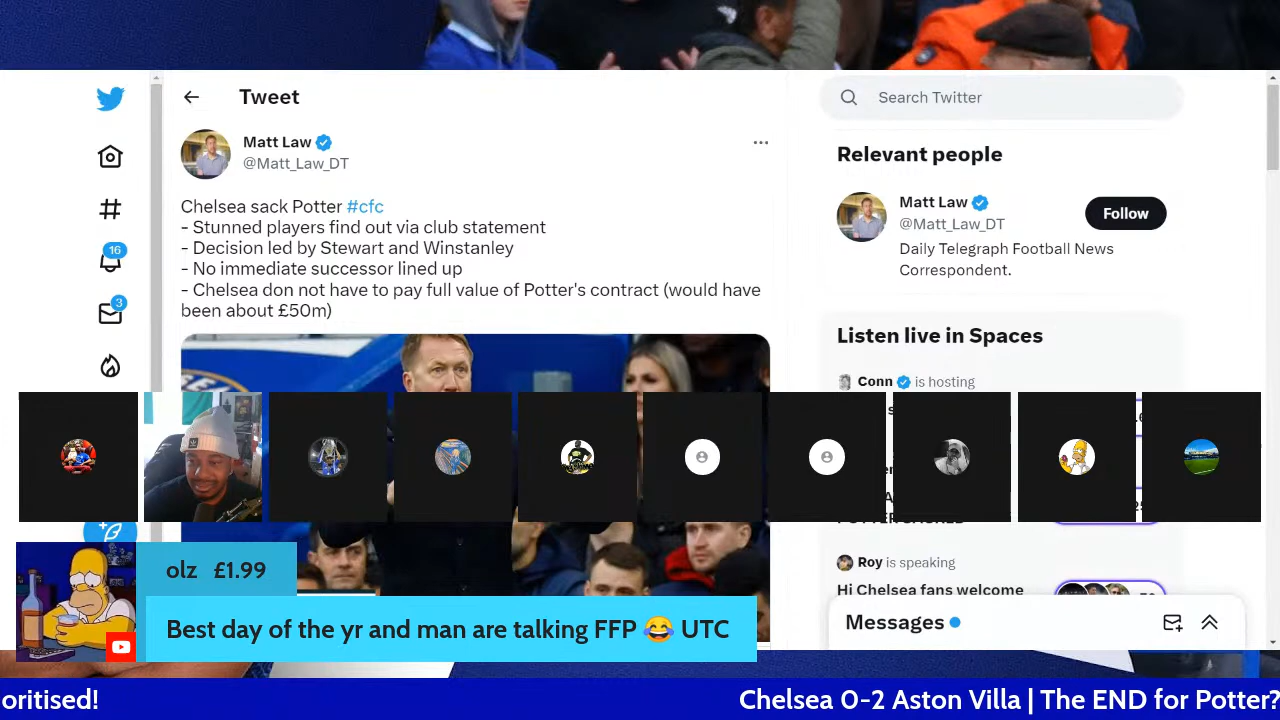 Tweet
Matt Law
@Matt_Law_DT
Chelsea sack Potter #cfc
- Stunned players find out via club statement
- Decision led by Stewart and Winstanley
- No immediate successor lined up
- Chelsea don not have to pay full value of Potter's contract (would have
been about £50m)
16
3
Search Twitter
Relevant people
Matt Law
@Matt_Law_DT
Follow
Daily Telegraph Football News
Correspondent.
Listen live in Spaces
Conn is hosting
Roy is speaking
Hi Chelsea fans welcome
Messages
olz £1.99
Best day of the yr and man are talking FFP 😂 UTC
oritised!
Chelsea 0-2 Aston Villa | The END for Potter?